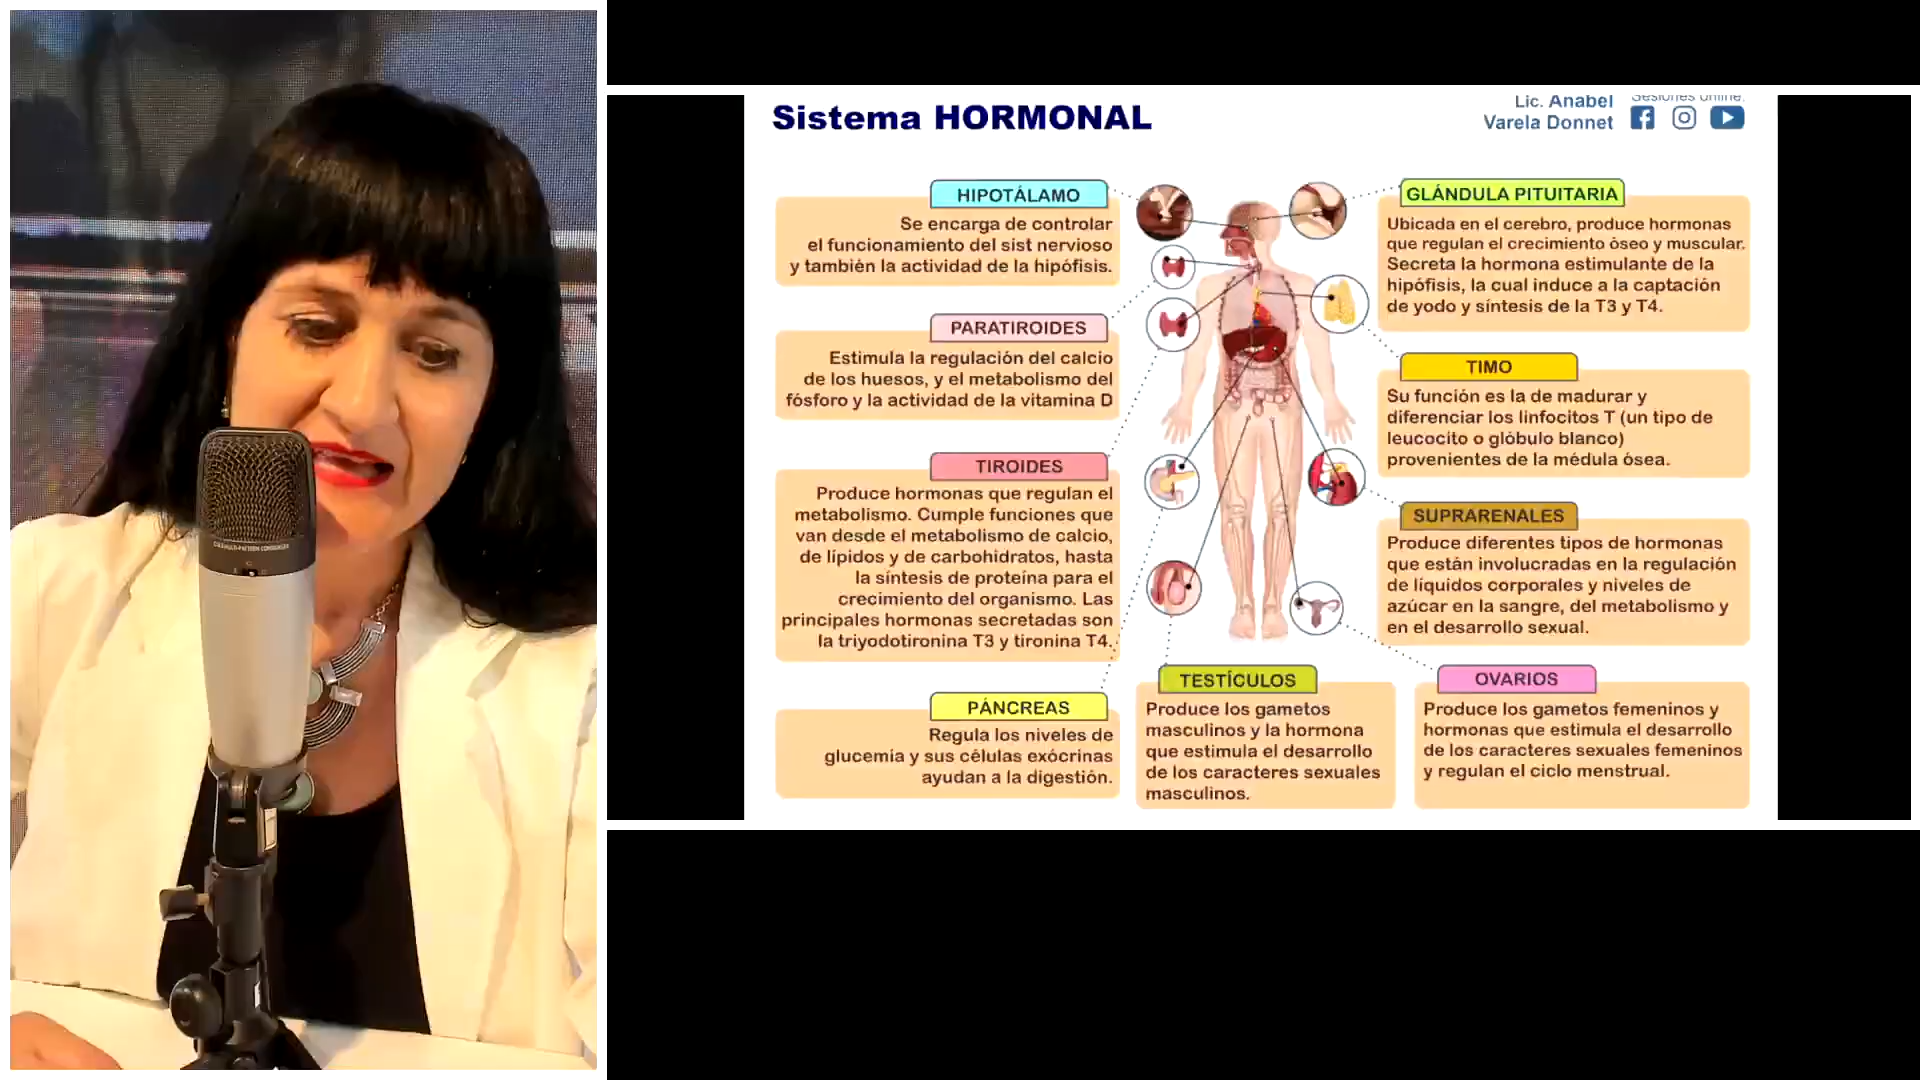 Sistema HORMONAL
Lic. Anabel
Varela Donnet
Sesiones online:
HIPOTÁLAMO
Se encarga de controlar
el funcionamiento del sist nervioso
y también la actividad de la hipófisis.
PARATIROIDES
Estimula la regulación del calcio
de los huesos, y el metabolismo del
fósforo y la actividad de la vitamina D
TIROIDES
Produce hormonas que regulan el
metabolismo. Cumple funciones que
van desde el metabolismo de calcio,
de lípidos y de carbohidratos, hasta
la síntesis de proteína para el
crecimiento del organismo. Las
principales hormonas secretadas son
la triyodotironina T3 y tironina T4.
PÁNCREAS
Regula los niveles de
glucemia y sus células exócrinas
ayudan a la digestión.
GLÁNDULA PITUITARIA
Ubicada en el cerebro, produce hormonas
que regulan el crecimiento óseo y muscular.
Secreta la hormona estimulante de la
hipófisis, la cual induce a la captación
de yodo y síntesis de la T3 y T4.
TIMO
Su función es la de madurar y
diferenciar los linfocitos T (un tipo de
leucocito o glóbulo blanco)
provenientes de la médula ósea.
SUPRARENALES
Produce diferentes tipos de hormonas
que están involucradas en la regulación
de líquidos corporales y niveles de
azúcar en la sangre, del metabolismo y
en el desarrollo sexual.
TESTÍCULOS
Produce los gametos
masculinos y la hormona
que estimula el desarrollo
de los caracteres sexuales
masculinos.
OVARIOS
Produce los gametos femeninos y
hormonas que estimula el desarrollo
de los caracteres sexuales femeninos
y regulan el ciclo menstrual.